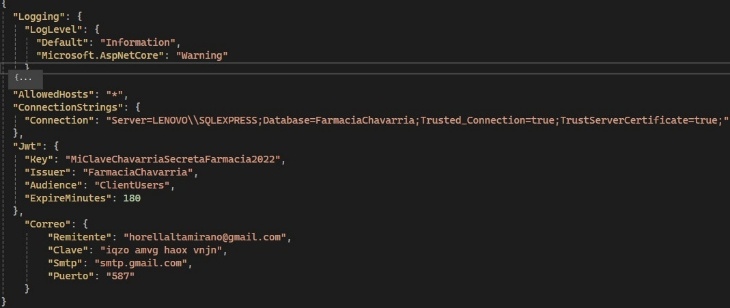 {
"Logging": {
"LogLevel": {
"Default": "Information",
"Microsoft.AspNetCore": "Warning"
}
{...
"AllowedHosts": "*",
"ConnectionStrings": {
"Connection": "Server=LENOVO\\SQLEXPRESS;Database=FarmaciaChavarria;Trusted_Connection=true;TrustServerCertificate=true;"
},
"Jwt": {
"Key": "MiClaveChavarriaSecretaFarmacia2022",
"Issuer": "FarmaciaChavarria",
"Audience": "ClientUsers",
"ExpireMinutes": 180
},
"Correo": {
"Remitente": "horellaltamirano@gmail.com",
"Clave": "iqzo amvg haox vnjn",
"Smtp": "smtp.gmail.com",
"Puerto": "587"
}
}